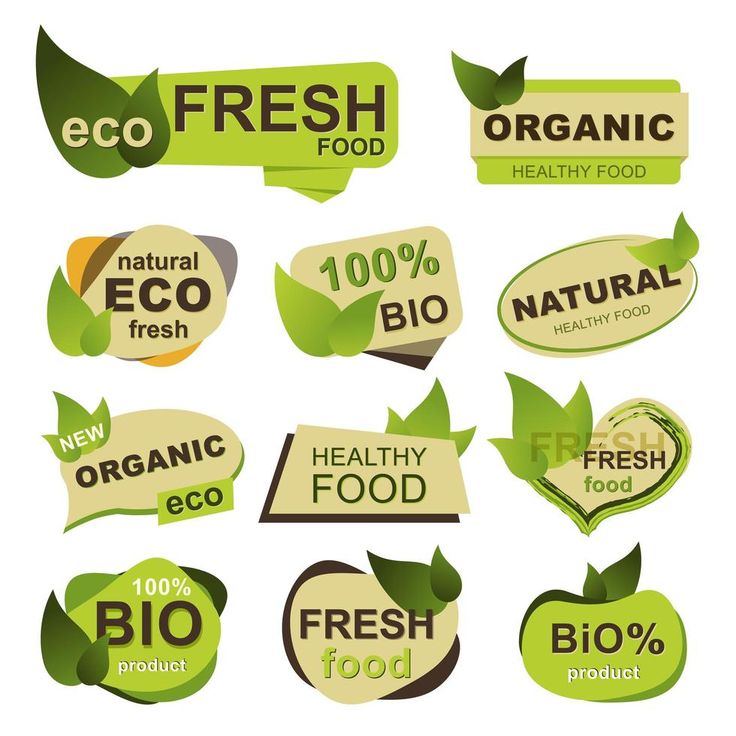 eco FRESH
FOOD
ORGANIC
HEALTHY FOOD
natural
ECO
fresh
100%
BIO
NATURAL
HEALTHY FOOD
NEW
ORGANIC
eco
HEALTHY
FOOD
FRESH
FRESH
food
100%
BIO
product
FRESH
food
BiO%
product